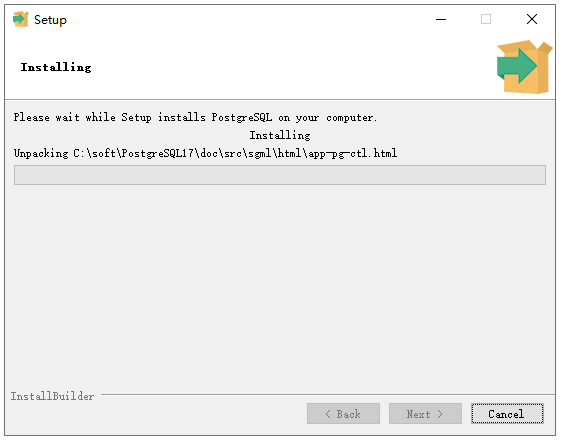 Setup
Installing
Please wait while Setup installs PostgreSQL on your computer.
Installing
Unpacking C:\soft\PostgreSQL17\doc\src\sgml\html\app-pg-ctl.html
InstallBuilder
< Back
Next >
Cancel